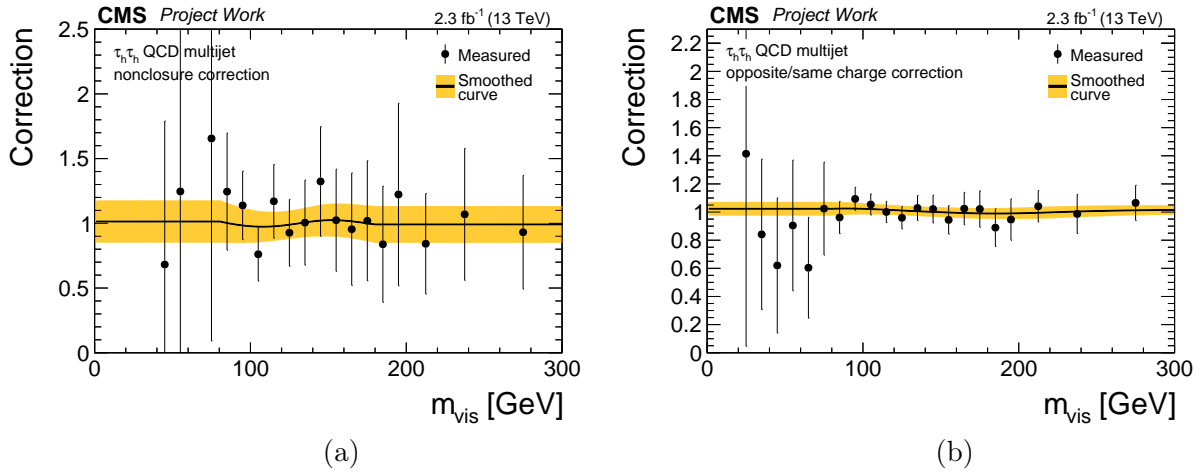 CMS Project Work 2.3 fb⁻¹ (13 TeV)
τₕτₕ QCD multijet
nonclosure correction
Measured
Smoothed
curve
Correction
2.5
2
1.5
1
0.5
0
0 100 200 300
m_vis [GeV]
(a)
CMS Project Work 2.3 fb⁻¹ (13 TeV)
τₕτₕ QCD multijet
opposite/same charge correction
Measured
Smoothed
curve
Correction
2.2
2
1.8
1.6
1.4
1.2
1
0.8
0.6
0.4
0.2
0
0 100 200 300
m_vis [GeV]
(b)